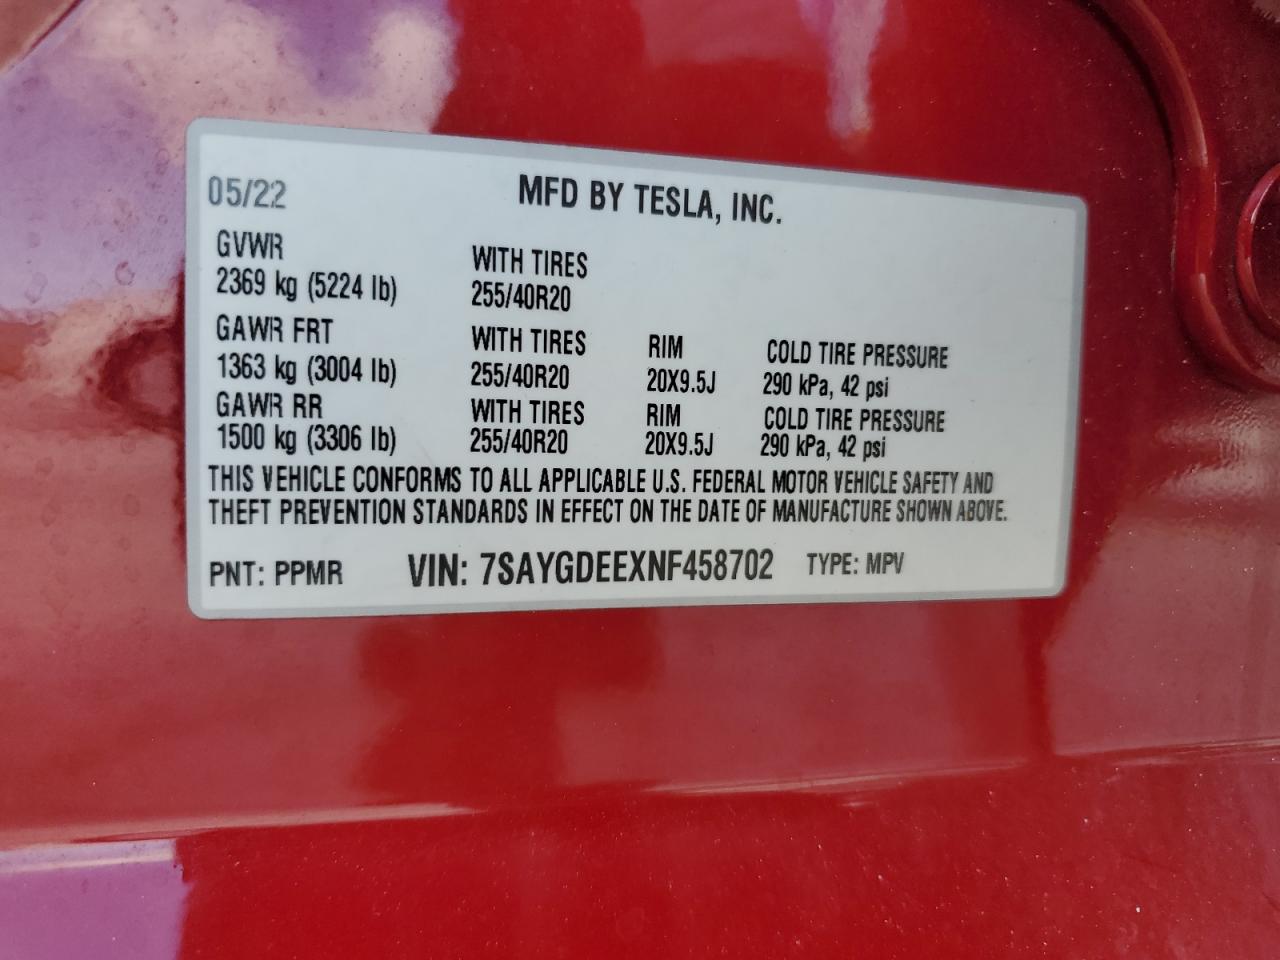 05/22 MFD BY TESLA, INC.
GVWR WITH TIRES
2369 kg (5224 lb) 255/40R20
GAWR FRT WITH TIRES RIM COLD TIRE PRESSURE
1363 kg (3004 lb) 255/40R20 20X9.5J 290 kPa, 42 psi
GAWR RR WITH TIRES RIM COLD TIRE PRESSURE
1500 kg (3306 lb) 255/40R20 20X9.5J 290 kPa, 42 psi
THIS VEHICLE CONFORMS TO ALL APPLICABLE U.S. FEDERAL MOTOR VEHICLE SAFETY AND
THEFT PREVENTION STANDARDS IN EFFECT ON THE DATE OF MANUFACTURE SHOWN ABOVE.
PNT: PPMR VIN: 7SAYGDEEXNF458702 TYPE: MPV